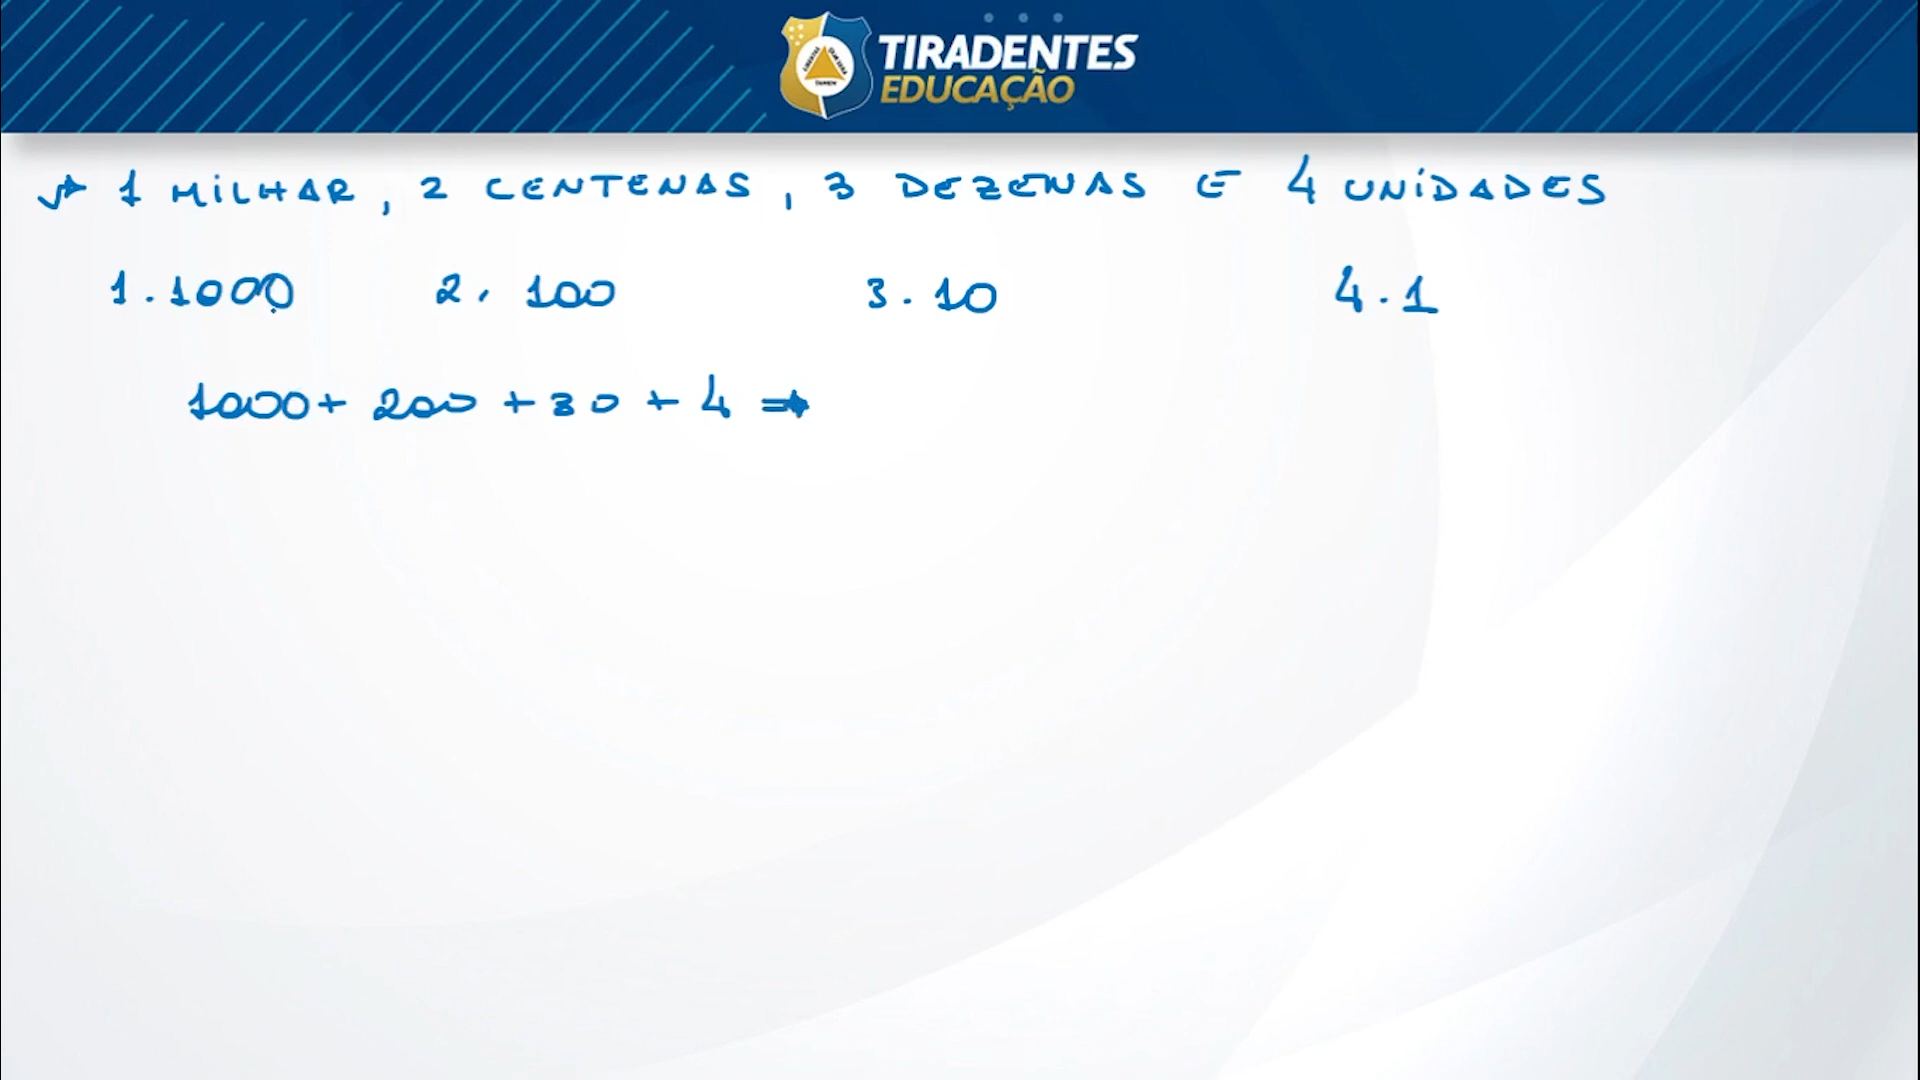 TIRADENTES
EDUCAÇÃO
1 MILHAR, 2 CENTENAS, 3 DEZENAS E 4 UNIDADES
1.1000 2. 100 3.10 4.1
1000+ 200 +30 + 4 ⇒